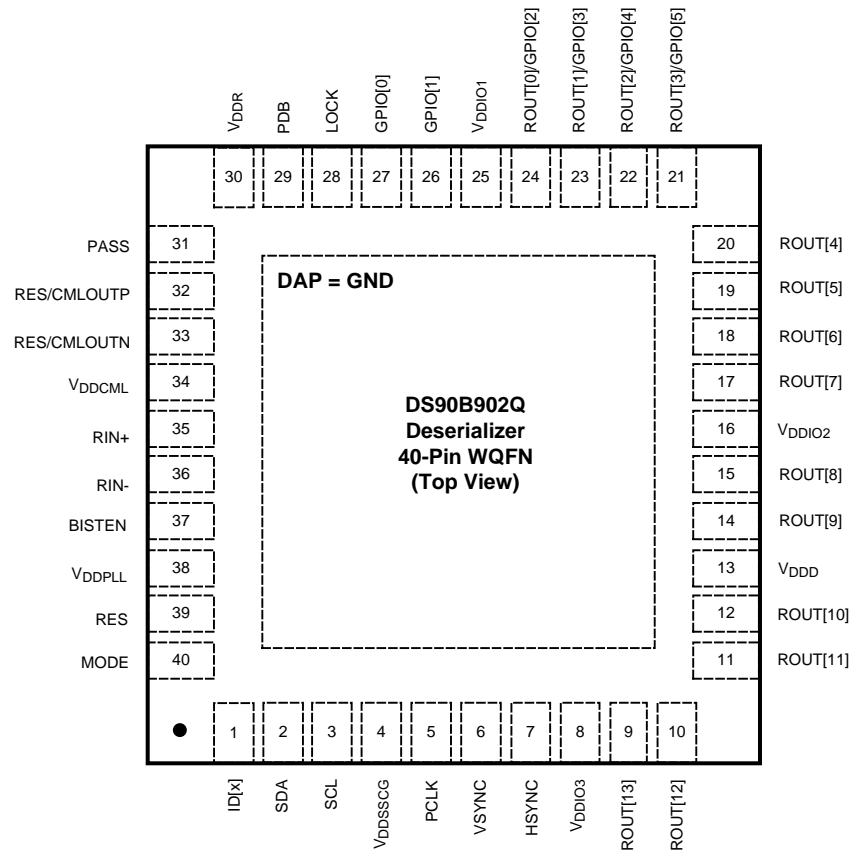 VDDR
PDB
LOCK
GPIO[0]
GPIO[1]
VDDIO1
ROUT[0]/GPIO[2]
ROUT[1]/GPIO[3]
ROUT[2]/GPIO[4]
ROUT[3]/GPIO[5]
30 29 28 27 26 25 24 23 22 21
PASS 31
RES/CMLOUTP 32
RES/CMLOUTN 33
VDDCML 34
RIN+ 35
RIN- 36
BISTEN 37
VDDPLL 38
RES 39
MODE 40
DAP = GND
DS90B902Q
Deserializer
40-Pin WQFN
(Top View)
20 ROUT[4]
19 ROUT[5]
18 ROUT[6]
17 ROUT[7]
16 VDDIO2
15 ROUT[8]
14 ROUT[9]
13 VDDD
12 ROUT[10]
11 ROUT[11]
1 2 3 4 5 6 7 8 9 10
ID[x]
SDA
SCL
VDDSSCG
PCLK
VSYNC
HSYNC
VDDIO3
ROUT[13]
ROUT[12]